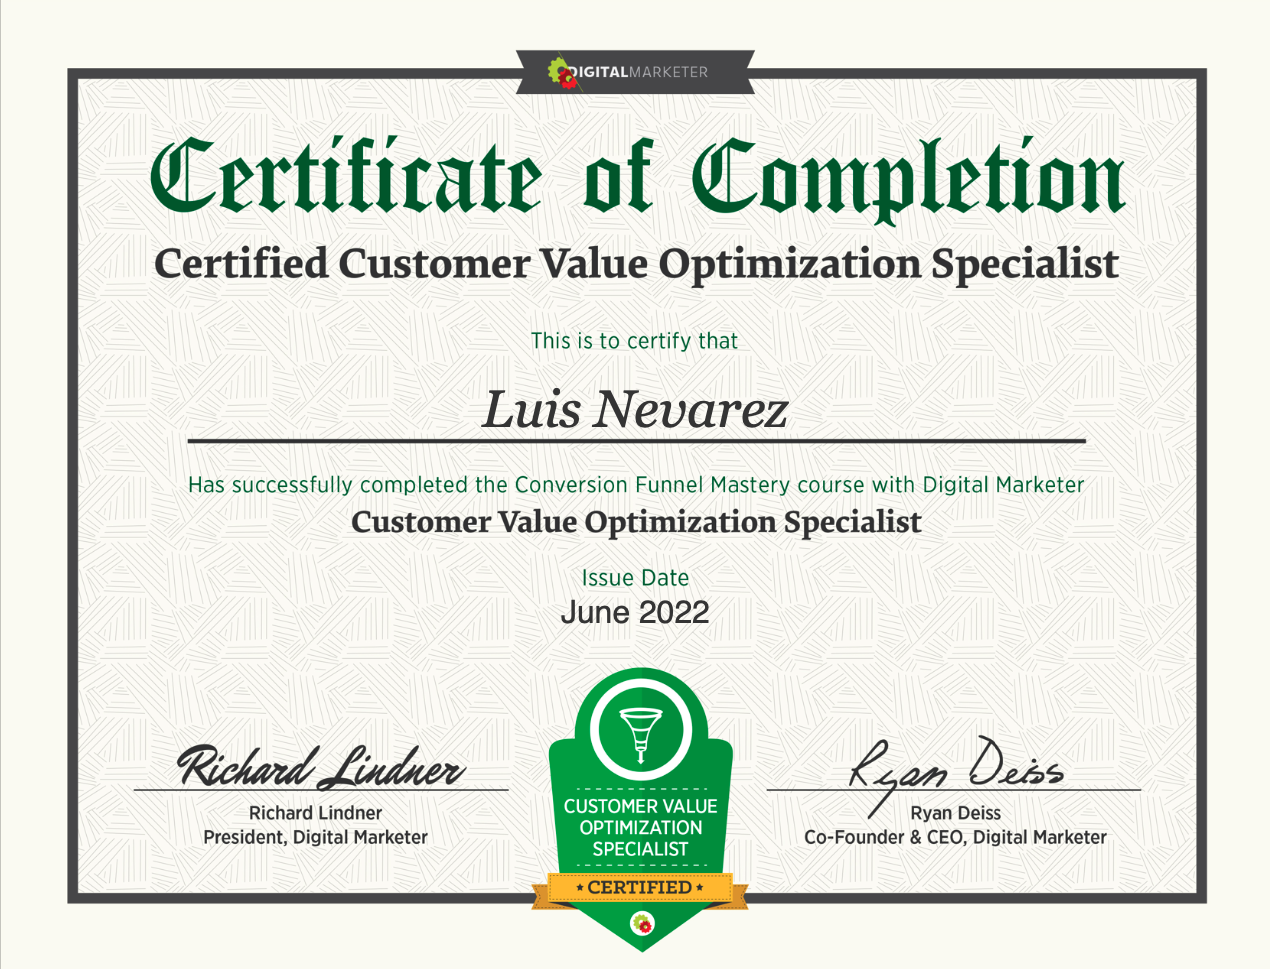 DIGITALMARKETER
Certificate of Completion
Certified Customer Value Optimization Specialist
This is to certify that
Luis Nevarez
Has successfully completed the Conversion Funnel Mastery course with Digital Marketer
Customer Value Optimization Specialist
Issue Date
June 2022
Richard Lindner
Richard Lindner
President, Digital Marketer
CUSTOMER VALUE
OPTIMIZATION
SPECIALIST
CERTIFIED
Ryan Deiss
Ryan Deiss
Co-Founder & CEO, Digital Marketer